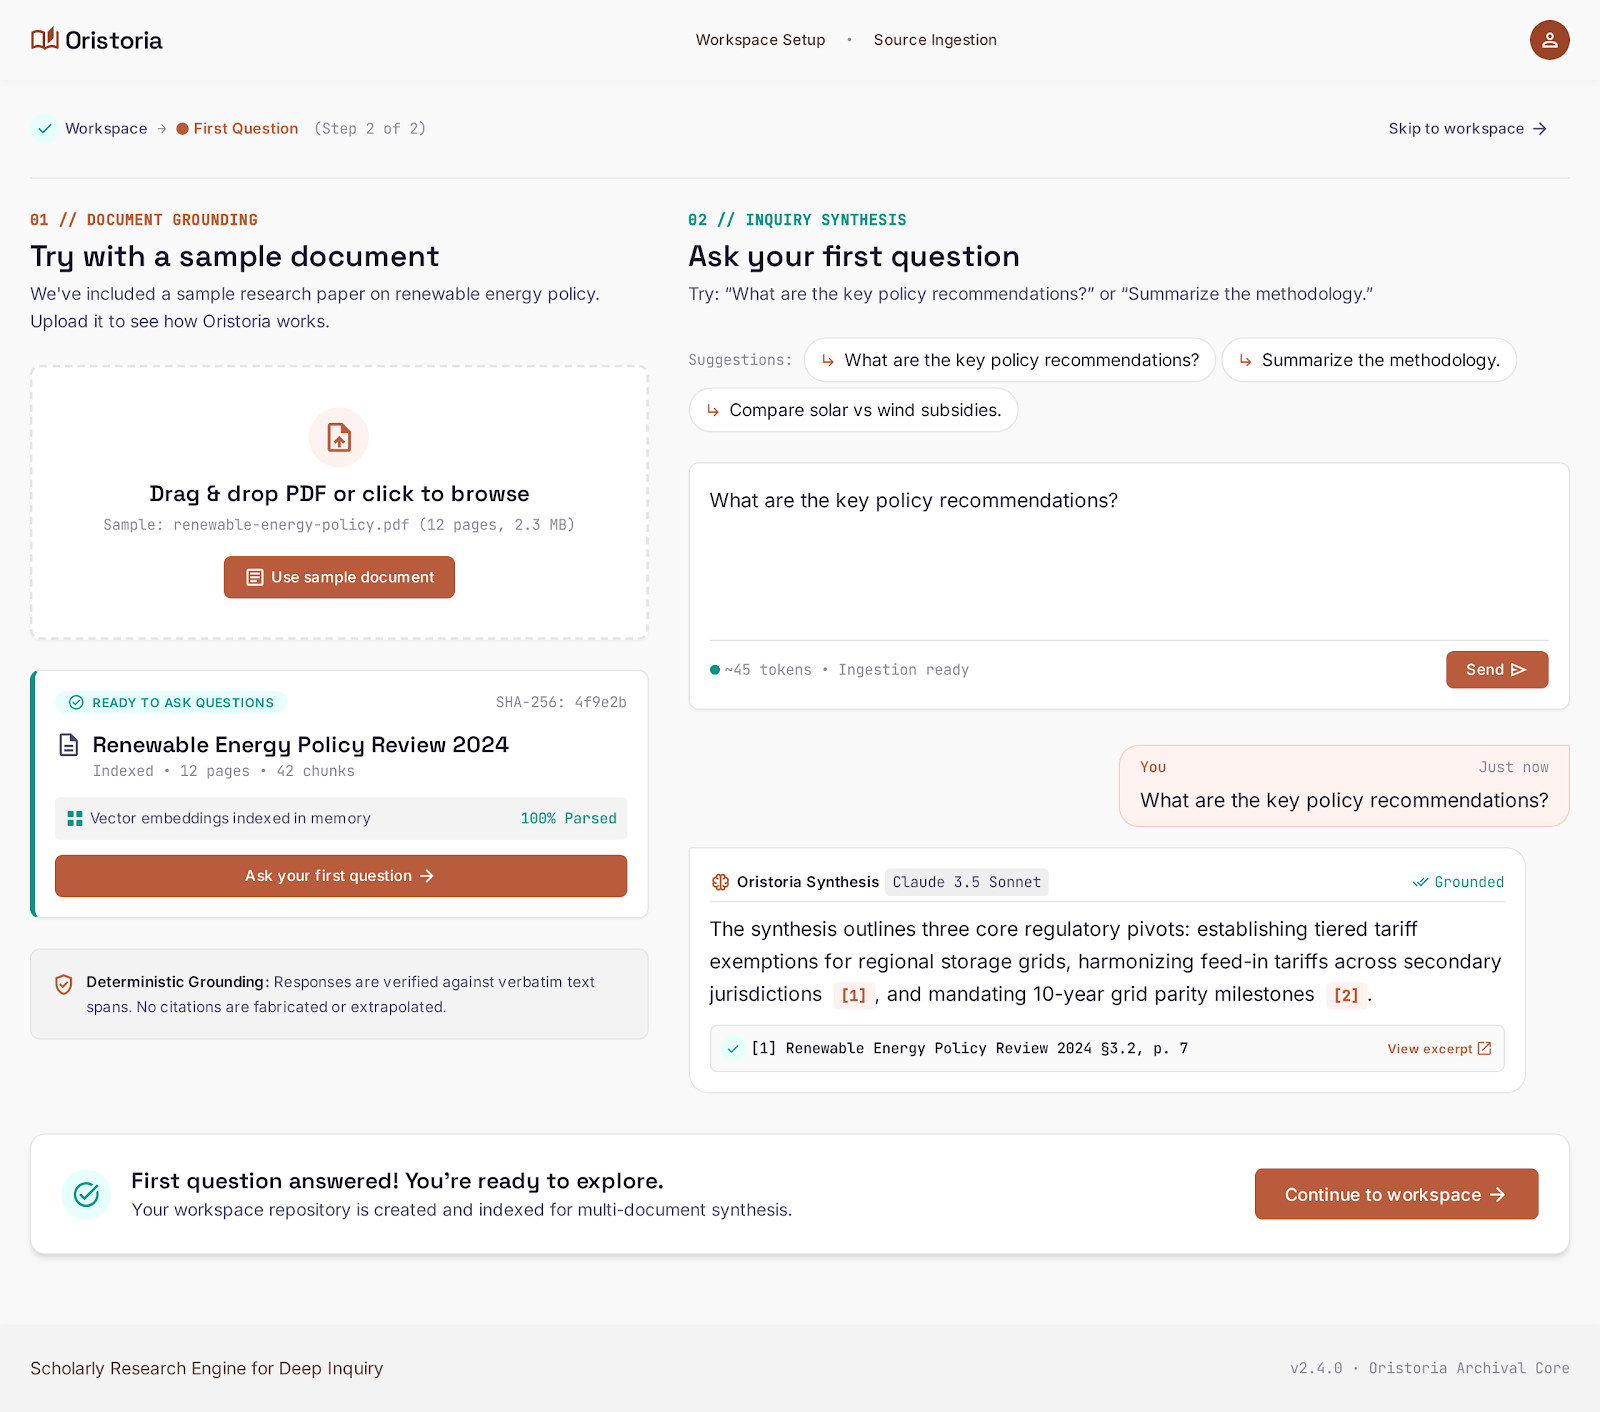 Oristoria
Workspace Setup • Source Ingestion
Workspace → First Question (Step 2 of 2)
Skip to workspace →
01 // DOCUMENT GROUNDING
Try with a sample document
We've included a sample research paper on renewable energy policy.
Upload it to see how Oristoria works.
Drag & drop PDF or click to browse
Sample: renewable-energy-policy.pdf (12 pages, 2.3 MB)
Use sample document
READY TO ASK QUESTIONS
SHA-256: 4f9e2b
Renewable Energy Policy Review 2024
Indexed • 12 pages • 42 chunks
Vector embeddings indexed in memory
100% Parsed
Ask your first question →
Deterministic Grounding: Responses are verified against verbatim text
spans. No citations are fabricated or extrapolated.
02 // INQUIRY SYNTHESIS
Ask your first question
Try: “What are the key policy recommendations?” or “Summarize the methodology.”
Suggestions:
↳ What are the key policy recommendations?
↳ Summarize the methodology.
↳ Compare solar vs wind subsidies.
What are the key policy recommendations?
~45 tokens • Ingestion ready
Send
You
Just now
What are the key policy recommendations?
Oristoria Synthesis
Claude 3.5 Sonnet
Grounded
The synthesis outlines three core regulatory pivots: establishing tiered tariff
exemptions for regional storage grids, harmonizing feed-in tariffs across secondary
jurisdictions [1], and mandating 10-year grid parity milestones [2].
[1] Renewable Energy Policy Review 2024 §3.2, p. 7
View excerpt
First question answered! You’re ready to explore.
Your workspace repository is created and indexed for multi-document synthesis.
Continue to workspace →
Scholarly Research Engine for Deep Inquiry
v2.4.0 · Oristoria Archival Core